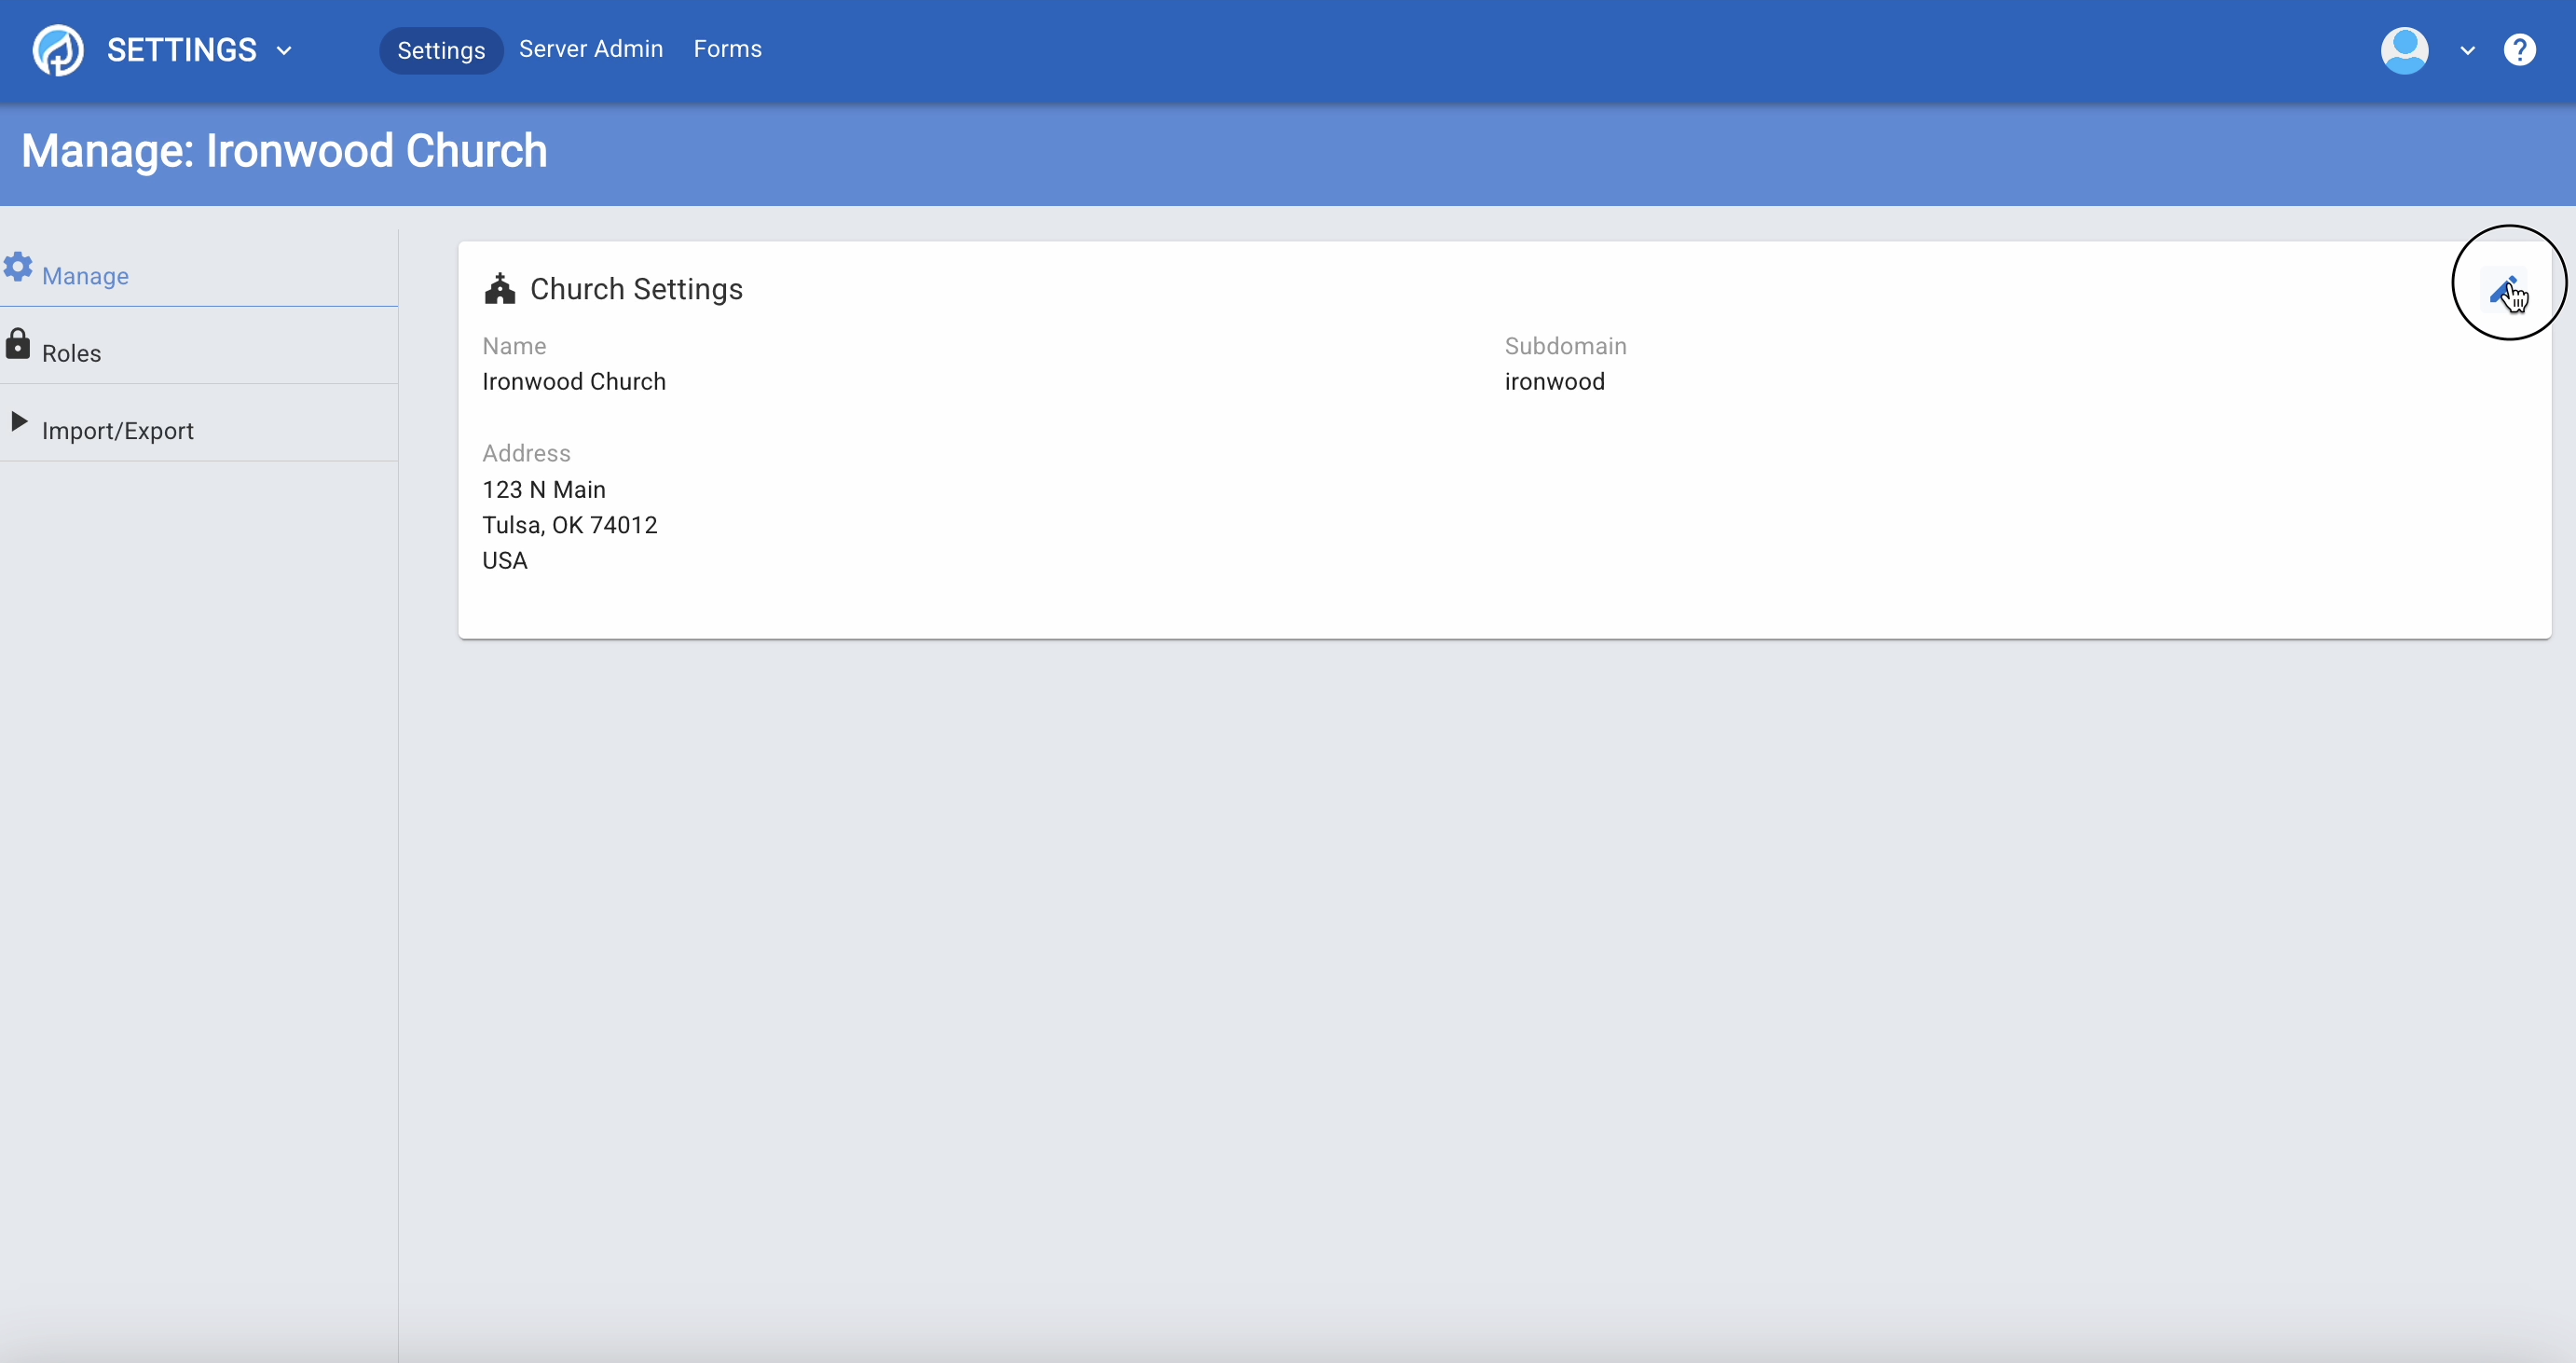 SETTINGS
Settings
Server Admin
Forms
?
Manage: Ironwood Church
Manage
Roles
Import/Export
Church Settings
Name
Ironwood Church
Subdomain
ironwood
Address
123 N Main
Tulsa, OK 74012
USA